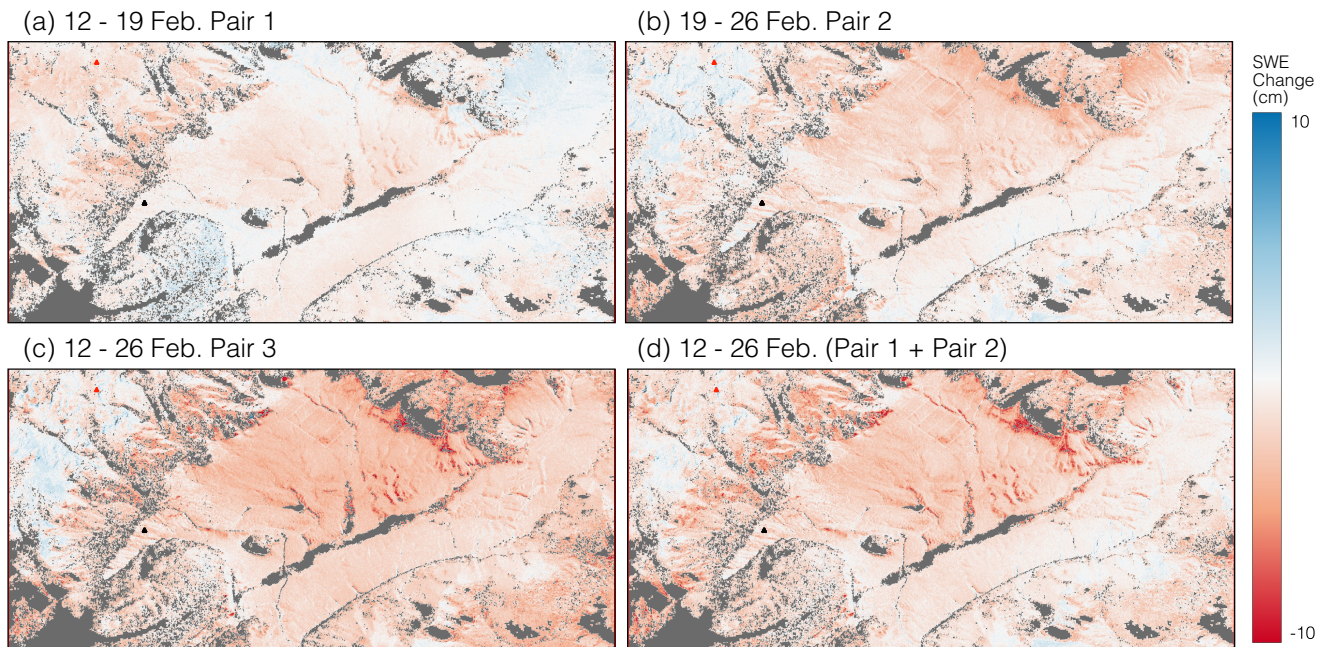 (a) 12 - 19 Feb. Pair 1
(b) 19 - 26 Feb. Pair 2
SWE
Change
(cm)
10
(c) 12 - 26 Feb. Pair 3
(d) 12 - 26 Feb. (Pair 1 + Pair 2)
-10